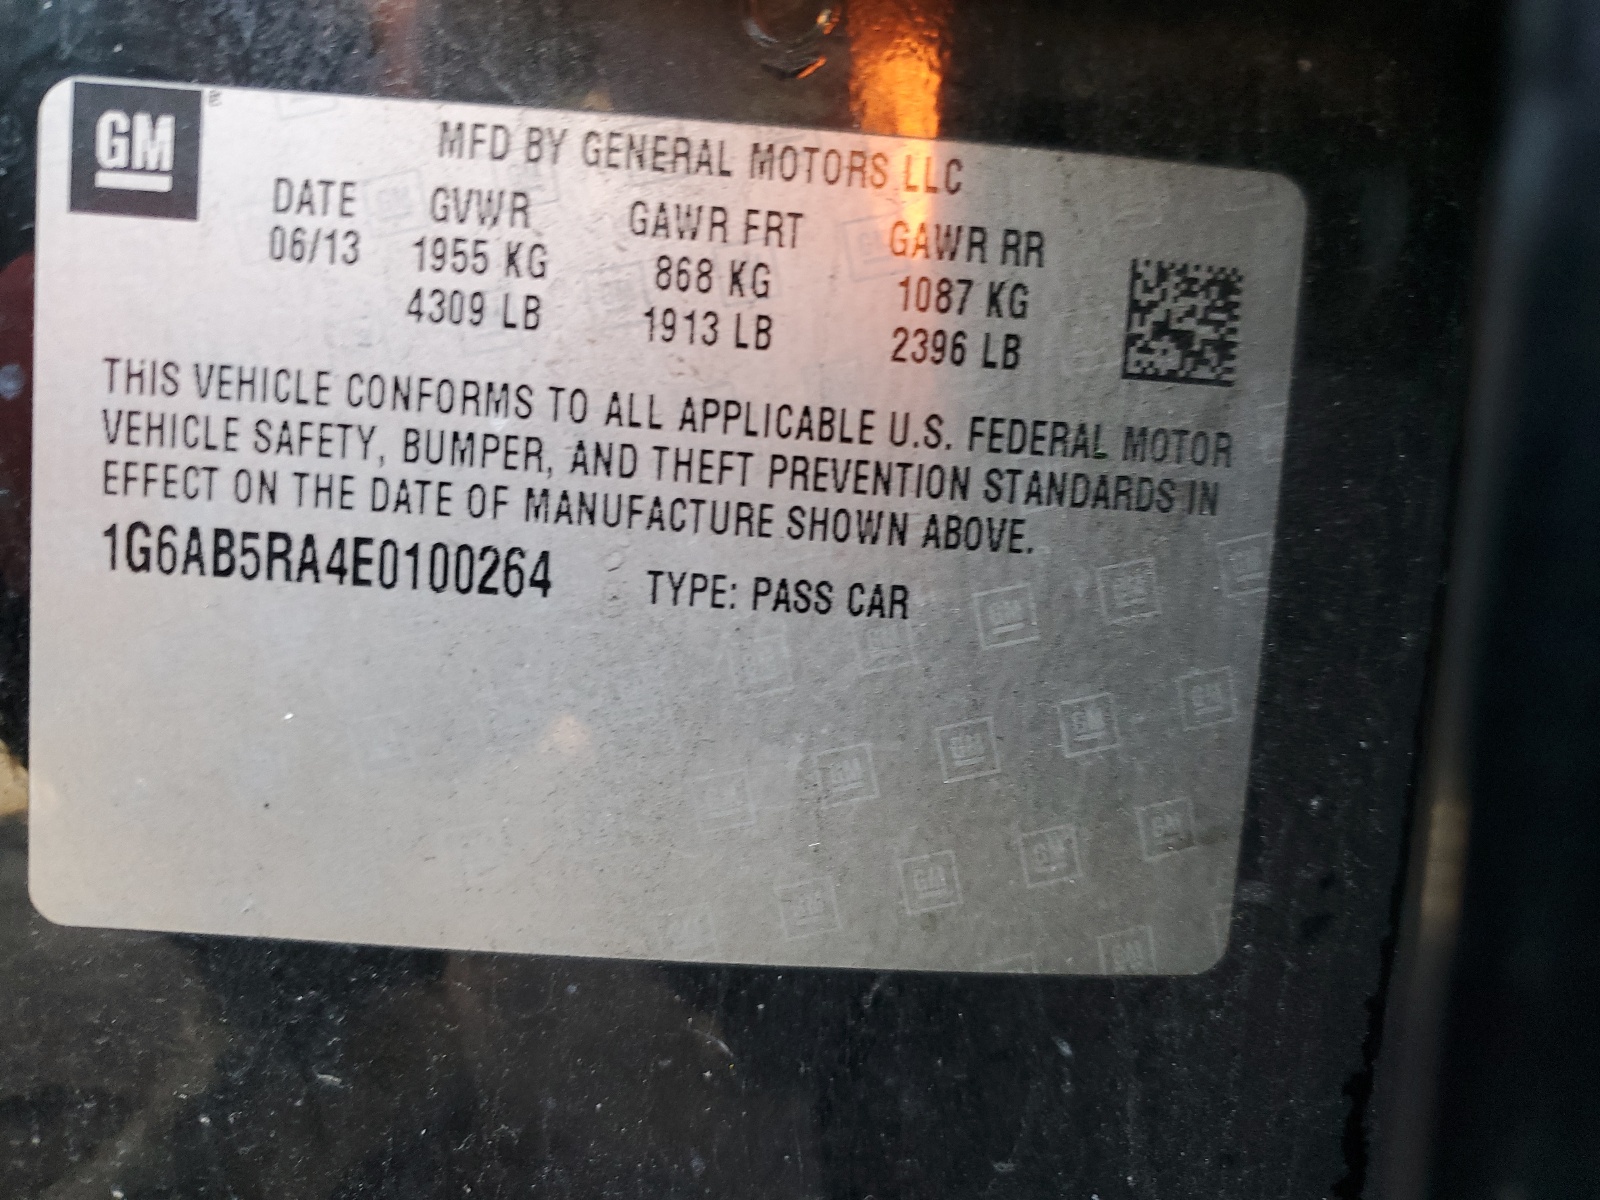 GM
MFD BY GENERAL MOTORS LLC
DATE GVWR GAWR FRT GAWR RR
06/13 1955 KG 868 KG 1087 KG
4309 LB 1913 LB 2396 LB
THIS VEHICLE CONFORMS TO ALL APPLICABLE U.S. FEDERAL MOTOR
VEHICLE SAFETY, BUMPER, AND THEFT PREVENTION STANDARDS IN
EFFECT ON THE DATE OF MANUFACTURE SHOWN ABOVE.
1G6AB5RA4E0100264 TYPE: PASS CAR